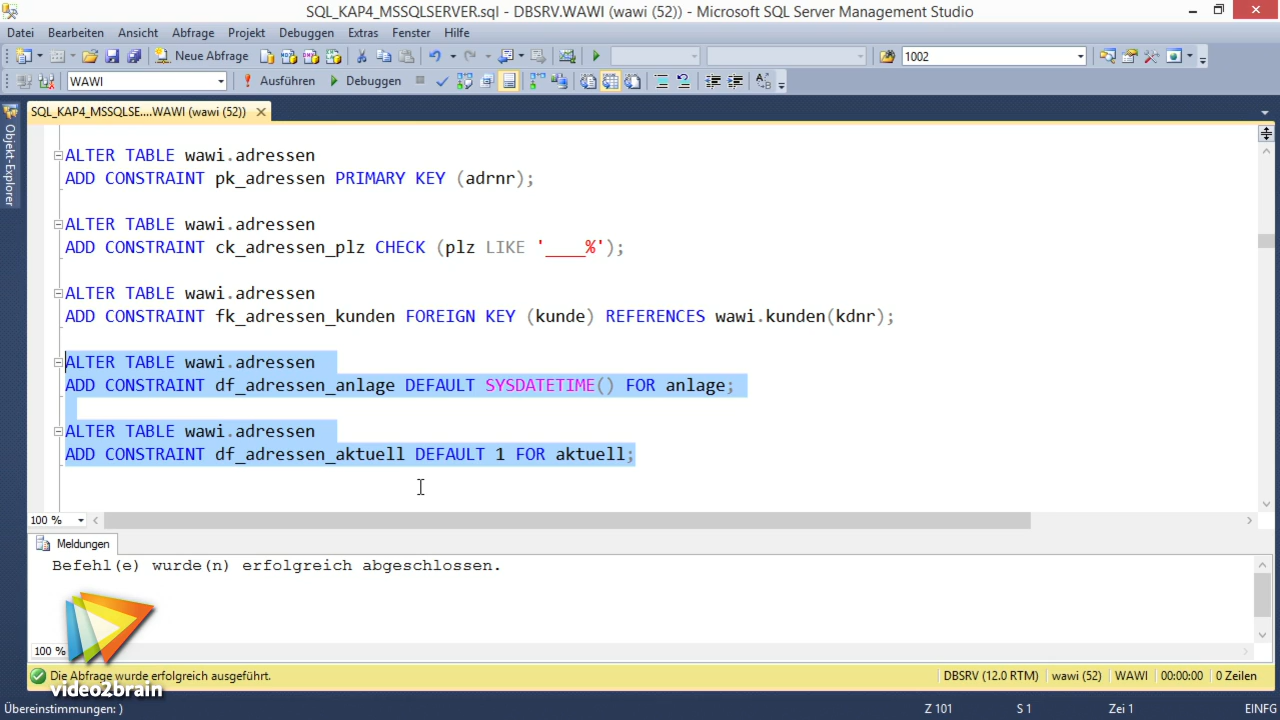 SQL_KAP4_MSSQLSERVER.sql - DBSRV.WAWI (wawi (52)) - Microsoft SQL Server Management Studio
Datei Bearbeiten Ansicht Abfrage Projekt Debuggen Extras Fenster Hilfe
Neue Abfrage 1002
WAWI Ausführen Debuggen
SQL_KAP4_MSSQLSE....WAWI (wawi (52))
Objekt-Explorer
ALTER TABLE wawi.adressen
ADD CONSTRAINT pk_adressen PRIMARY KEY (adrnr);
ALTER TABLE wawi.adressen
ADD CONSTRAINT ck_adressen_plz CHECK (plz LIKE '____%');
ALTER TABLE wawi.adressen
ADD CONSTRAINT fk_adressen_kunden FOREIGN KEY (kunde) REFERENCES wawi.kunden(kdnr);
ALTER TABLE wawi.adressen
ADD CONSTRAINT df_adressen_anlage DEFAULT SYSDATETIME() FOR anlage;
ALTER TABLE wawi.adressen
ADD CONSTRAINT df_adressen_aktuell DEFAULT 1 FOR aktuell;
100 %
Meldungen
Befehl(e) wurde(n) erfolgreich abgeschlossen.
100 %
Die Abfrage wurde erfolgreich ausgeführt. DBSRV (12.0 RTM) wawi (52) WAWI 00:00:00 0 Zeilen
video2brain
Übereinstimmungen: ) Z 101 S 1 Zei 1 EINFG